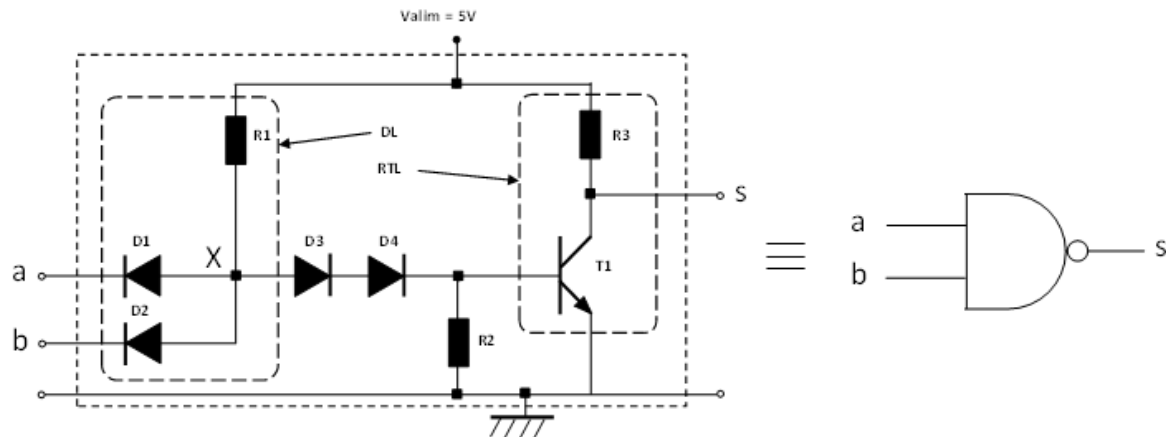 Valim = 5V
R1
DL
R3
RTL
S
D1
X
D3
D4
T1
a
D2
b
R2
a
b
S